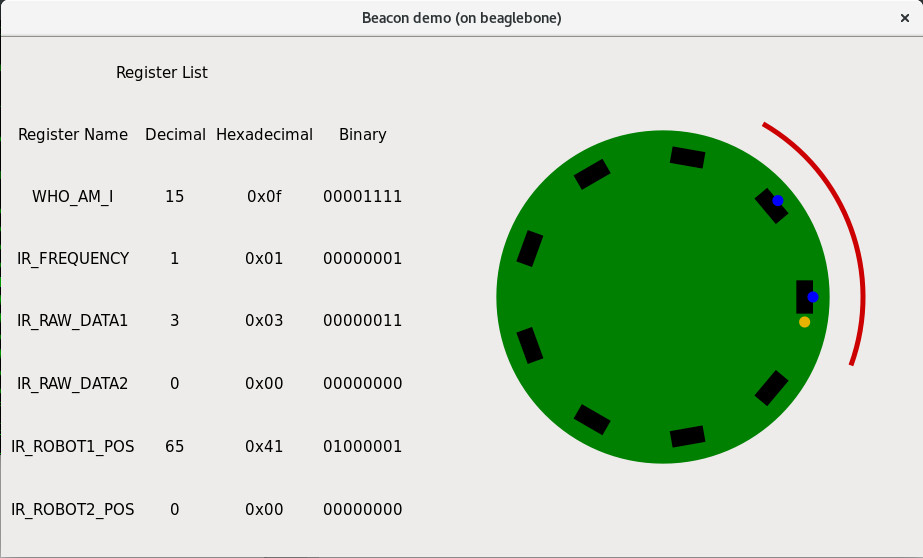 Beacon demo (on beaglebone)
Register List
Register Name Decimal Hexadecimal Binary
WHO_AM_I 15 0x0f 00001111
IR_FREQUENCY 1 0x01 00000001
IR_RAW_DATA1 3 0x03 00000011
IR_RAW_DATA2 0 0x00 00000000
IR_ROBOT1_POS 65 0x41 01000001
IR_ROBOT2_POS 0 0x00 00000000